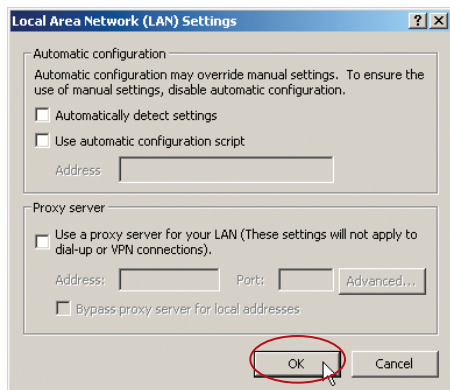 Local Area Network (LAN) Settings
Automatic configuration
Automatic configuration may override manual settings. To ensure the
use of manual settings, disable automatic configuration.
Automatically detect settings
Use automatic configuration script
Address
Proxy server
Use a proxy server for your LAN (These settings will not apply to
dial-up or VPN connections).
Address: Port: Advanced...
Bypass proxy server for local addresses
OK Cancel